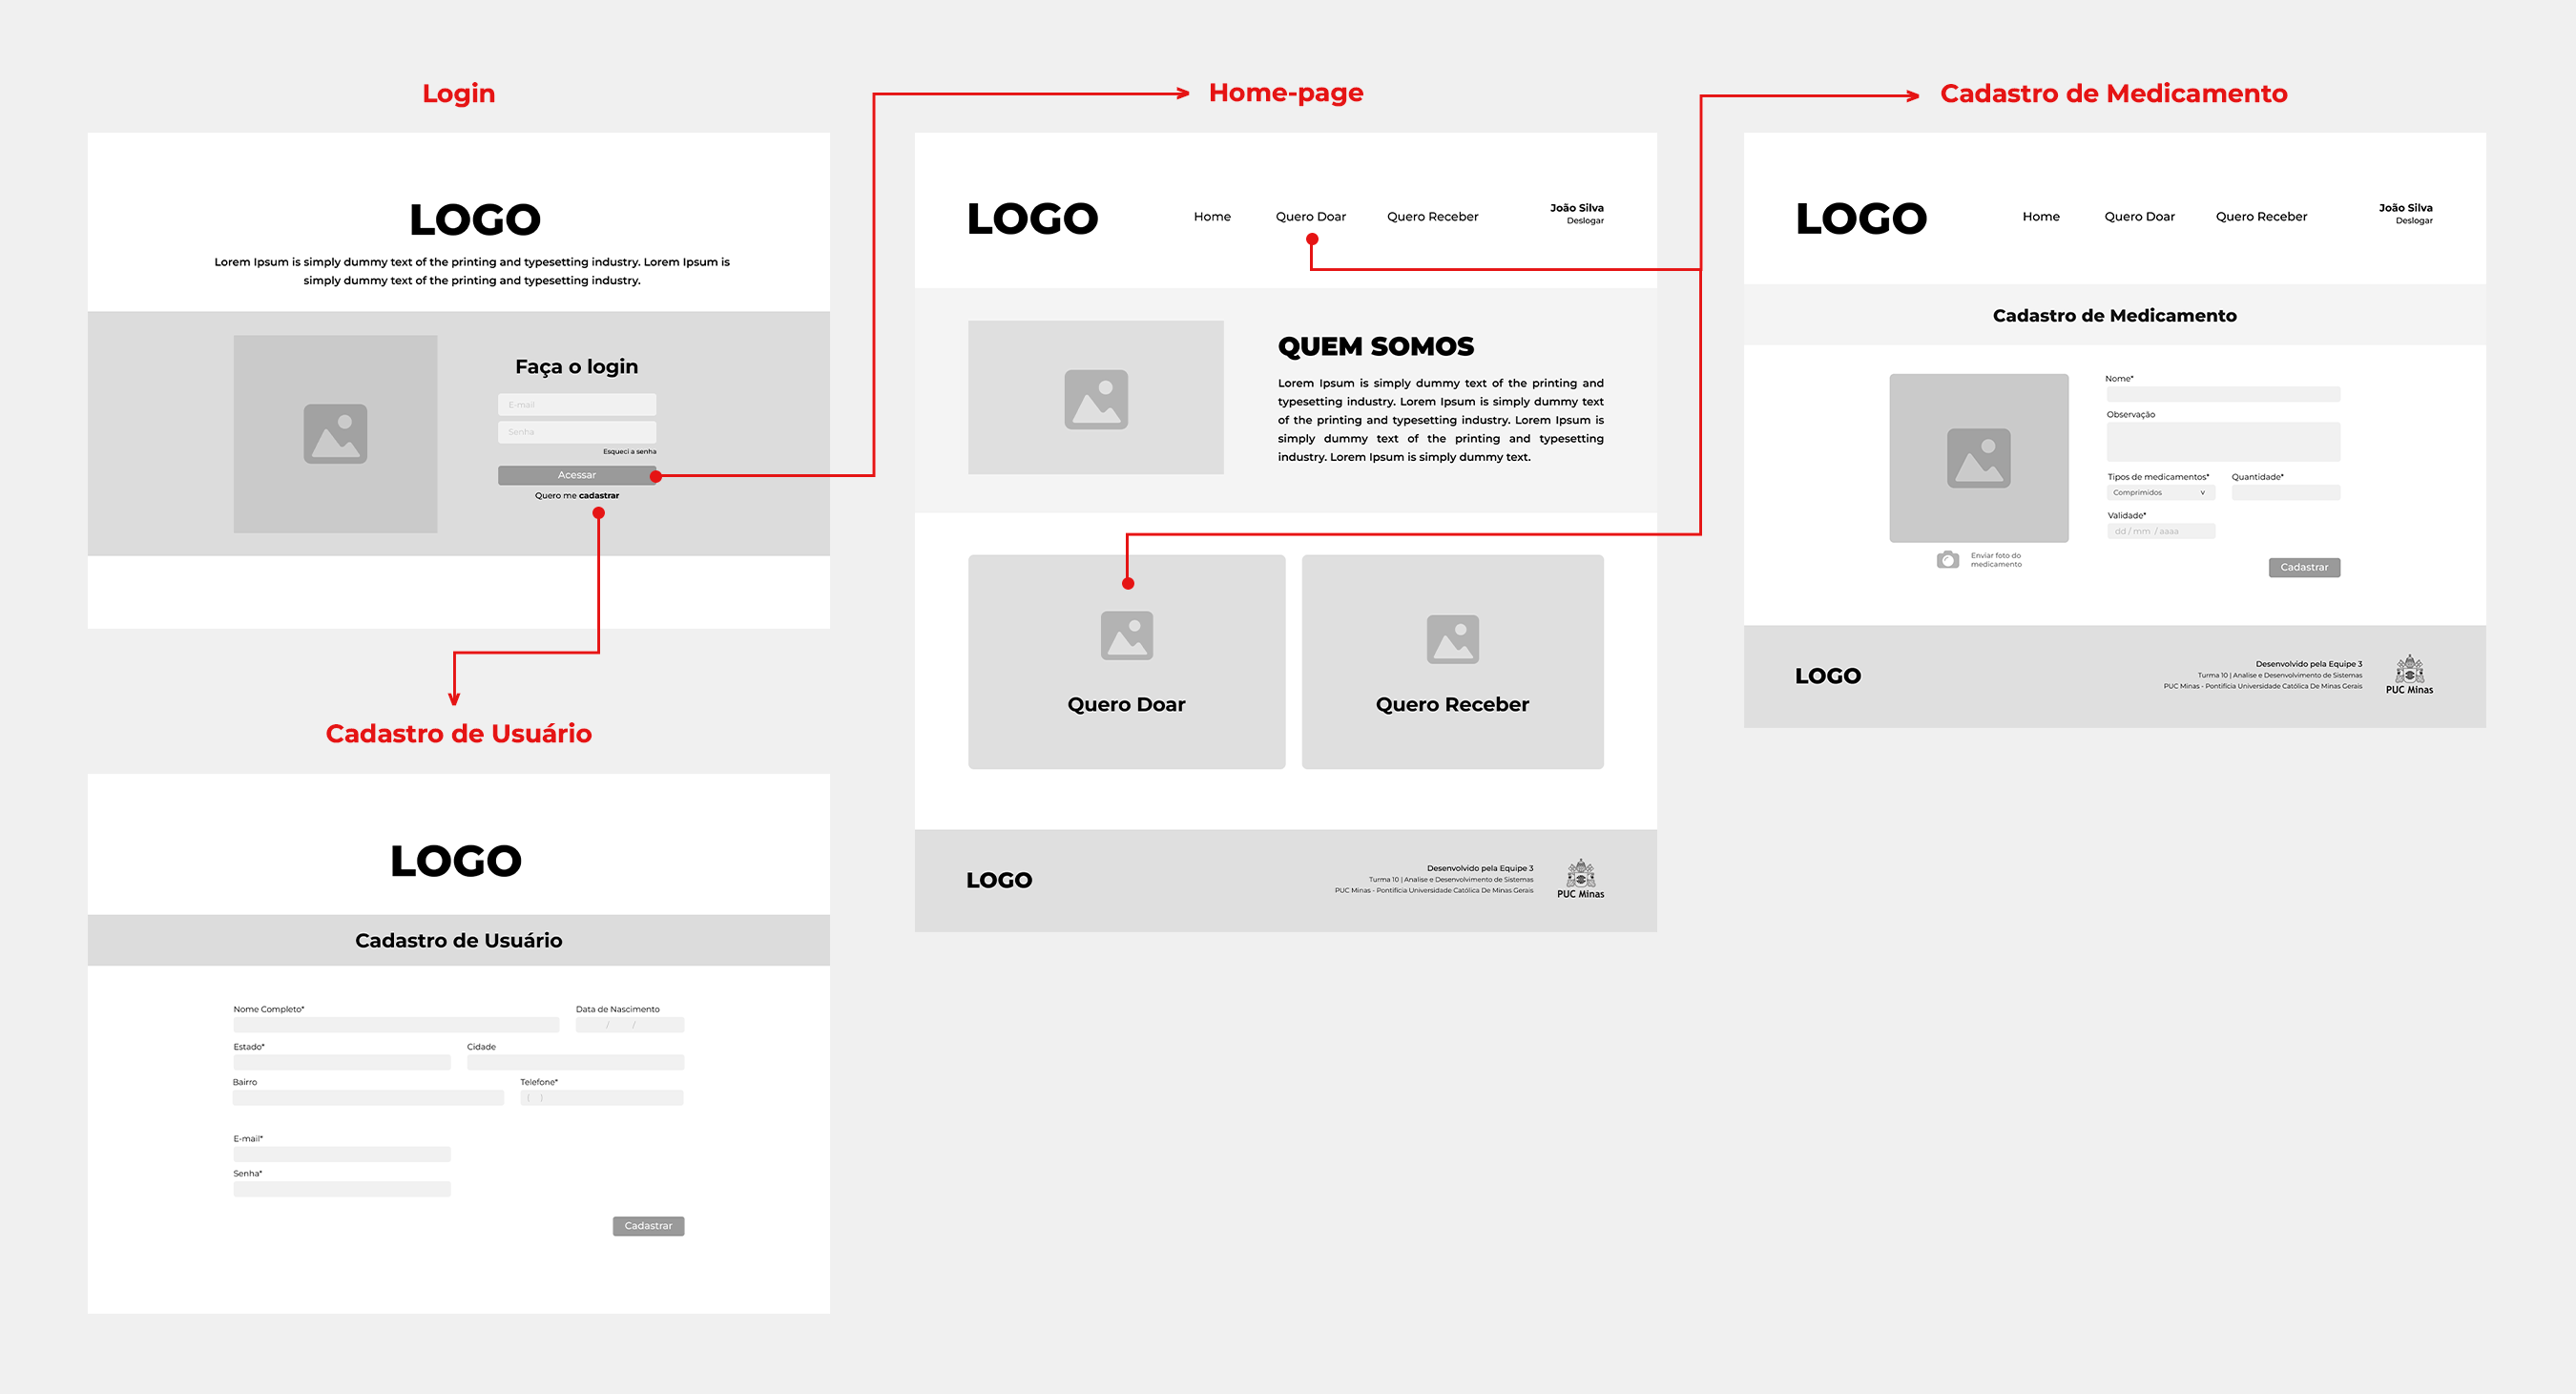 Login
LOGO
Lorem Ipsum is simply dummy text of the printing and typesetting industry. Lorem Ipsum is
simply dummy text of the printing and typesetting industry.
Faça o login
E-mail
Senha
Esqueci a senha
Acessar
Quero me cadastrar
Cadastro de Usuário
LOGO
Cadastro de Usuário
Nome Completo*
Data de Nascimento
/ /
Estado*
Cidade
Bairro
Telefone*
( )
E-mail*
Senha*
Cadastrar
Home-page
LOGO
Home
Quero Doar
Quero Receber
João Silva
Deslogar
QUEM SOMOS
Lorem Ipsum is simply dummy text of the printing and
typesetting industry. Lorem Ipsum is simply dummy text
of the printing and typesetting industry. Lorem Ipsum is
simply dummy text of the printing and typesetting
industry. Lorem Ipsum is simply dummy text.
Quero Doar
Quero Receber
LOGO
Desenvolvido pela Equipe 3
Turma 10 | Analise e Desenvolvimento de Sistemas
PUC Minas - Pontifícia Universidade Católica De Minas Gerais
PUC Minas
Cadastro de Medicamento
LOGO
Home
Quero Doar
Quero Receber
João Silva
Deslogar
Cadastro de Medicamento
Nome*
Observação
Tipos de medicamentos*
Quantidade*
Comprimidos v
Validade*
dd / mm / aaaa
Enviar foto do
medicamento
Cadastrar
LOGO
Desenvolvido pela Equipe 3
Turma 10 | Analise e Desenvolvimento de Sistemas
PUC Minas - Pontifícia Universidade Católica De Minas Gerais
PUC Minas